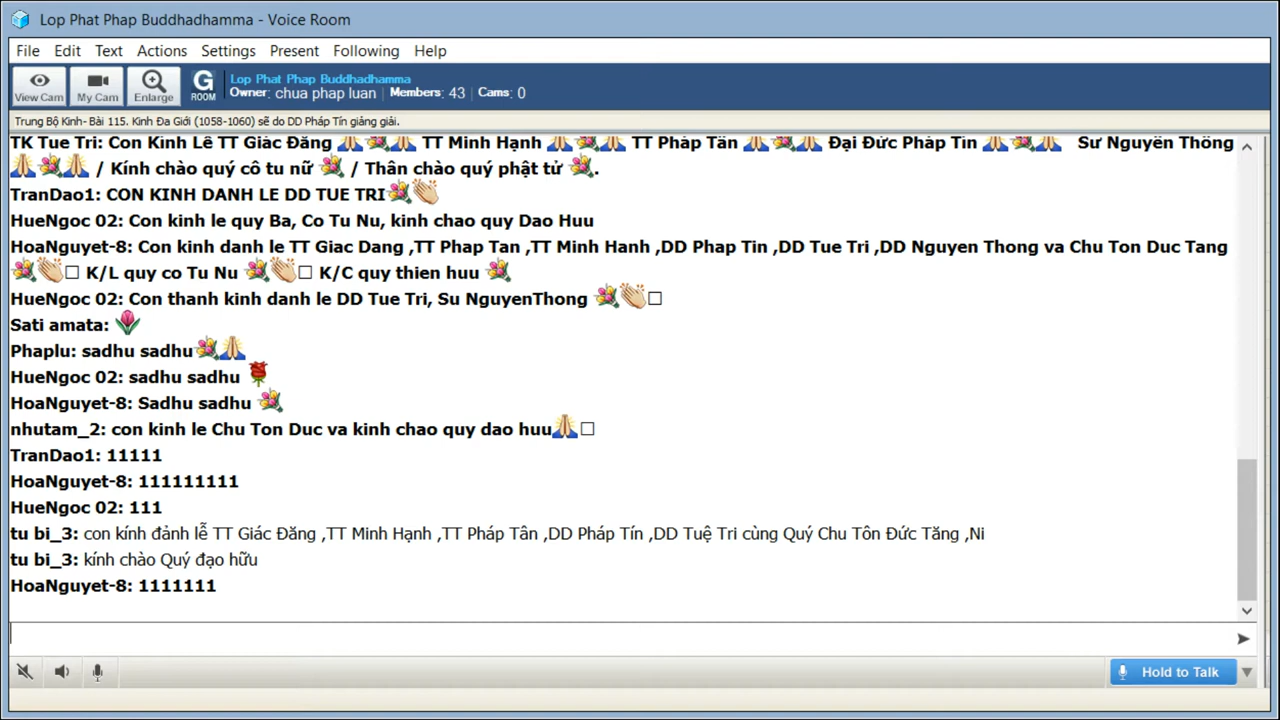 Lop Phat Phap Buddhadhamma - Voice Room
File Edit Text Actions Settings Present Following Help
View Cam My Cam Enlarge G ROOM
Lop Phat Phap Buddhadhamma
Owner: chua phap luan Members: 43 Cams: 0
Trung Bộ Kinh- Bài 115. Kinh Đa Giới (1058-1060) sẽ do DD Pháp Tín giảng giải.
TK Tue Tri: Con Kính Lễ TT Giác Đăng 🙏💐🙏 TT Minh Hạnh 🙏💐🙏 TT Pháp Tân 🙏💐🙏 Đại Đức Pháp Tín 🙏💐🙏 Sư Nguyên Thông
🙏💐🙏 / Kính chào quý cô tu nữ 💐 / Thân chào quý phật tử 💐.
TranDao1: CON KINH DANH LE DD TUE TRI💐👏
HueNgoc 02: Con kinh le quy Ba, Co Tu Nu, kinh chao quy Dao Huu
HoaNguyet-8: Con kinh danh le TT Giac Dang ,TT Phap Tan ,TT Minh Hanh ,DD Phap Tin ,DD Tue Tri ,DD Nguyen Thong va Chu Ton Duc Tang
💐👏□ K/L quy co Tu Nu 💐👏□ K/C quy thien huu 💐
HueNgoc 02: Con thanh kinh danh le DD Tue Tri, Su NguyenThong 💐👏□
Sati amata: 🌷
Phaplu: sadhu sadhu💐🙏
HueNgoc 02: sadhu sadhu 🌹
HoaNguyet-8: Sadhu sadhu 💐
nhutam_2: con kinh le Chu Ton Duc va kinh chao quy dao huu🙏□
TranDao1: 11111
HoaNguyet-8: 111111111
HueNgoc 02: 111
tu bi_3: con kính đảnh lễ TT Giác Đăng ,TT Minh Hạnh ,TT Pháp Tân ,DD Pháp Tín ,DD Tuệ Tri cùng Quý Chu Tôn Đức Tăng ,Ni
tu bi_3: kính chào Quý đạo hữu
HoaNguyet-8: 1111111
Hold to Talk